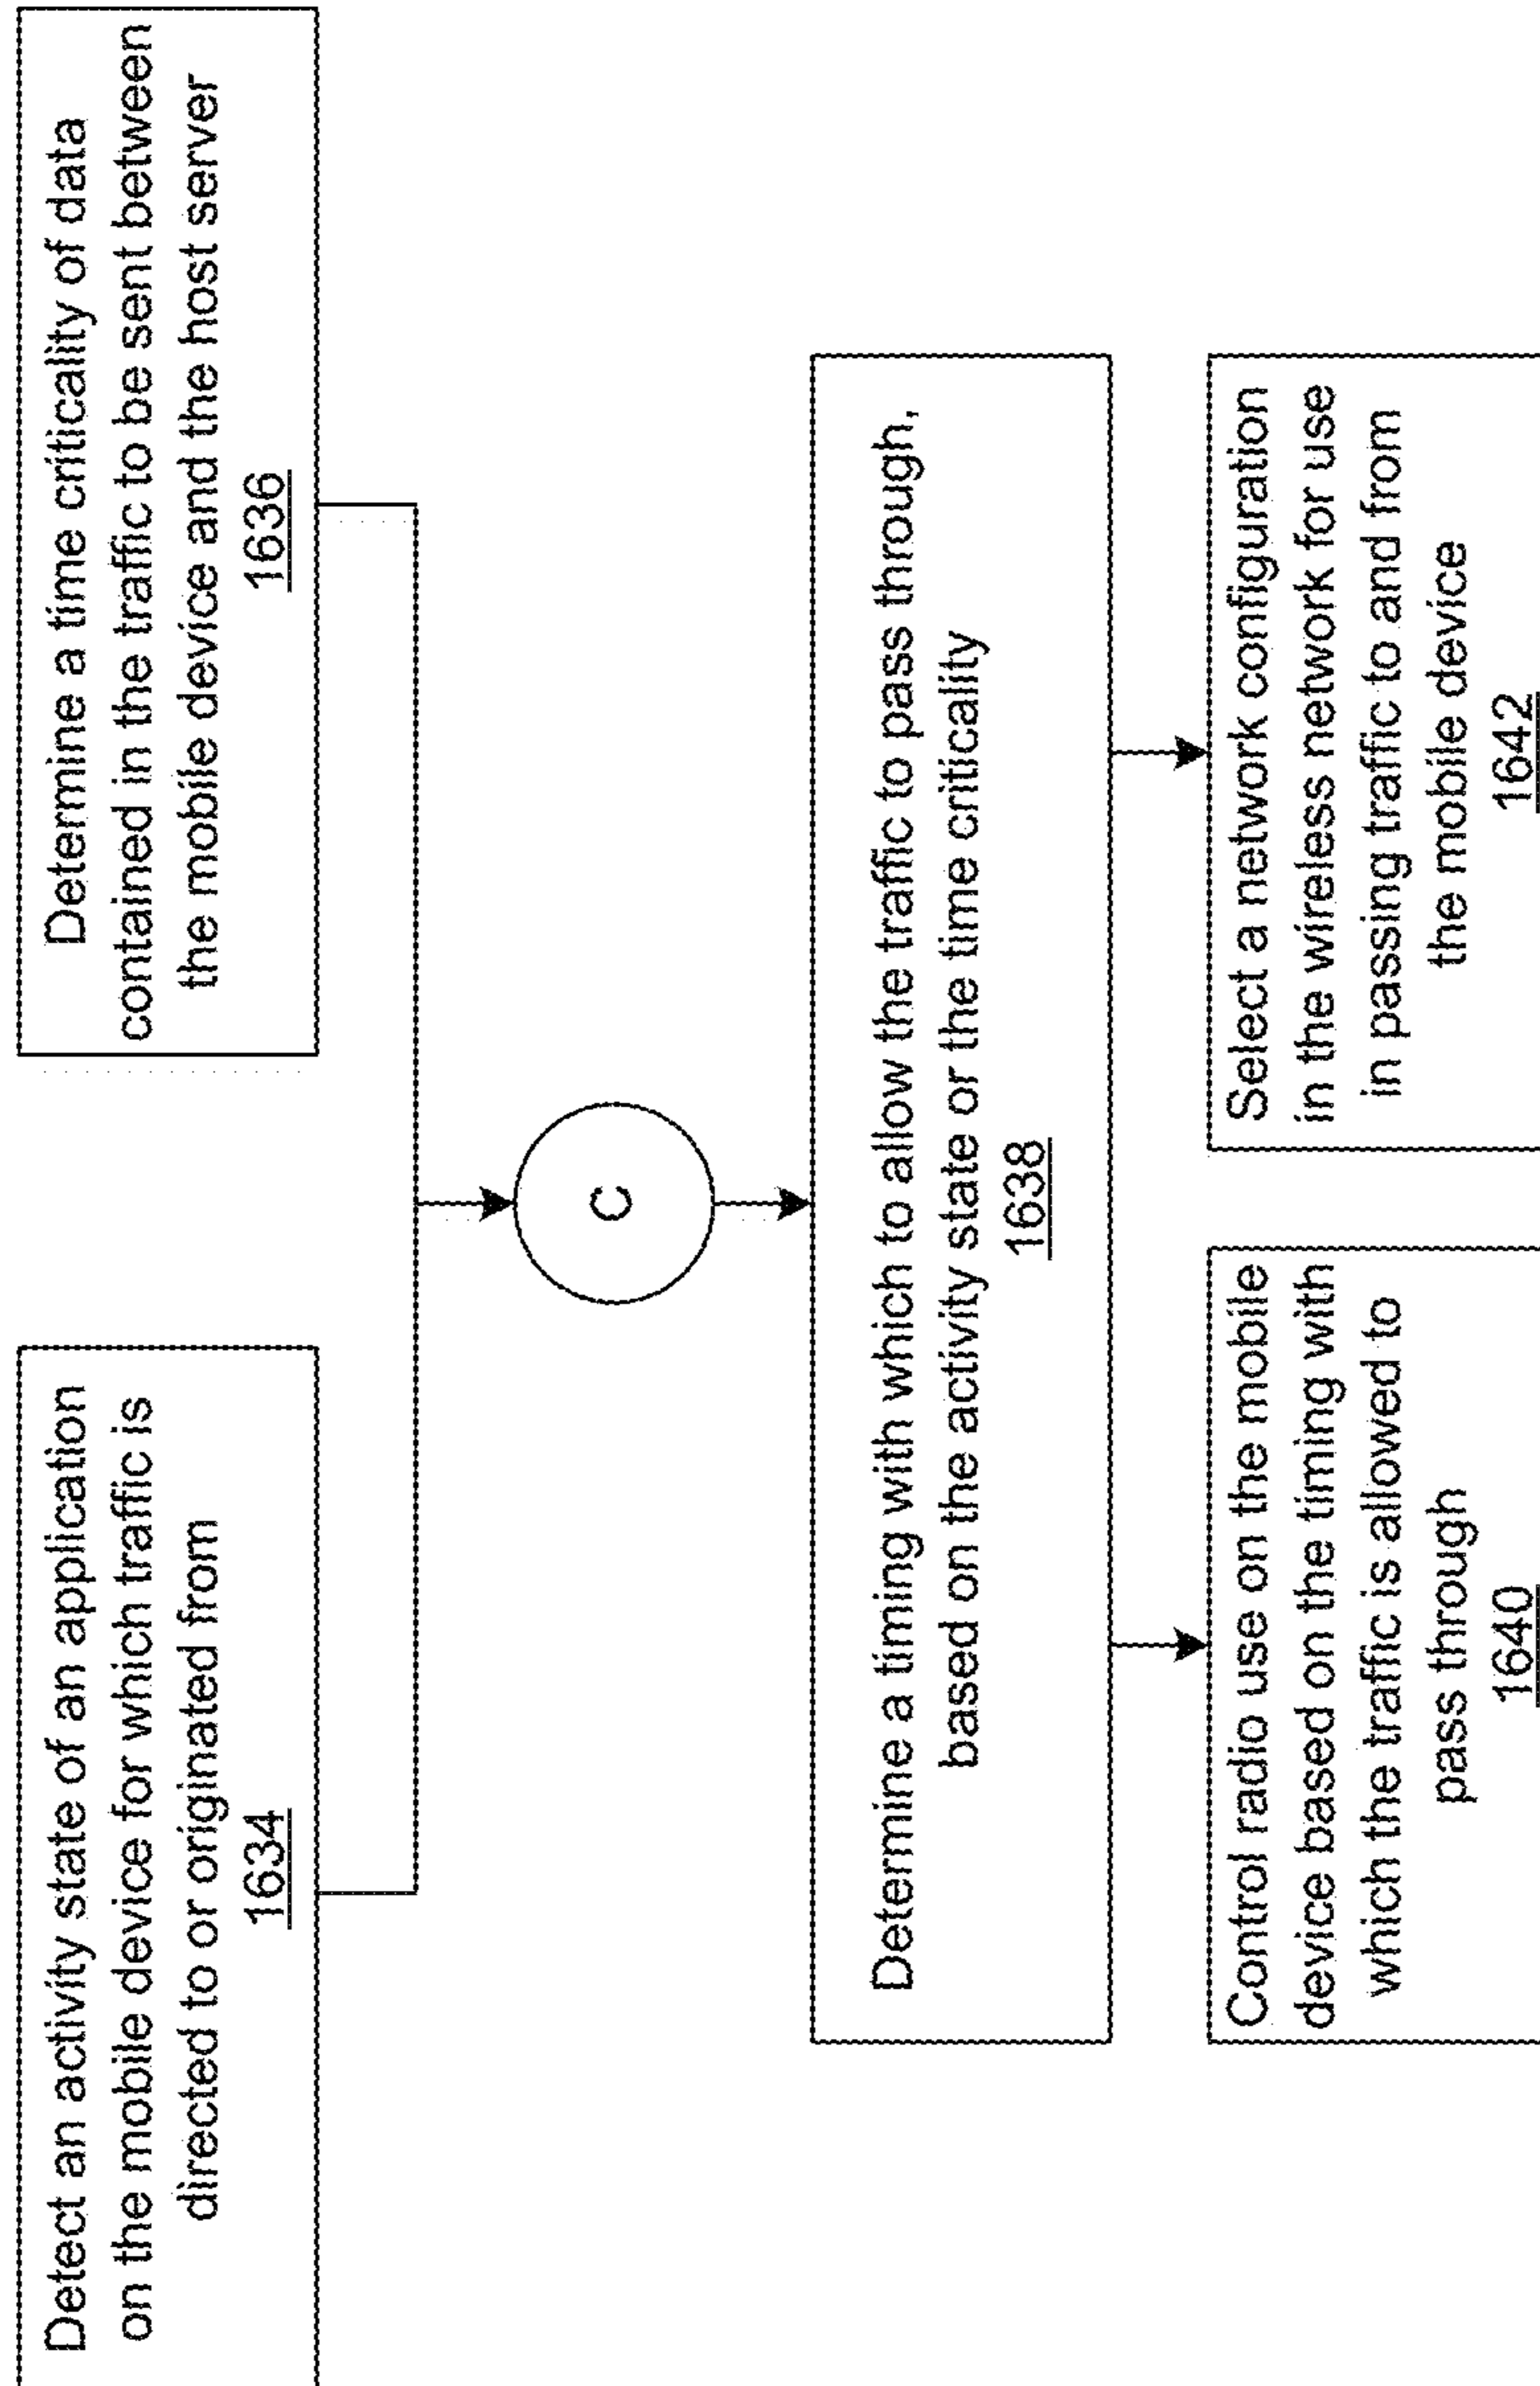 Detect an activity state of an application
on the mobile device for which traffic is
directed to or originated from
1634
Determine a time criticality of data
contained in the traffic to be sent between
the mobile device and the host server
1636
C
Determine a timing with which to allow the traffic to pass through,
based on the activity state or the time criticality
1638
Control radio use on the mobile
device based on the timing with
which the traffic is allowed to
pass through
1640
Select a network configuration
in the wireless network for use
in passing traffic to and from
the mobile device
1642